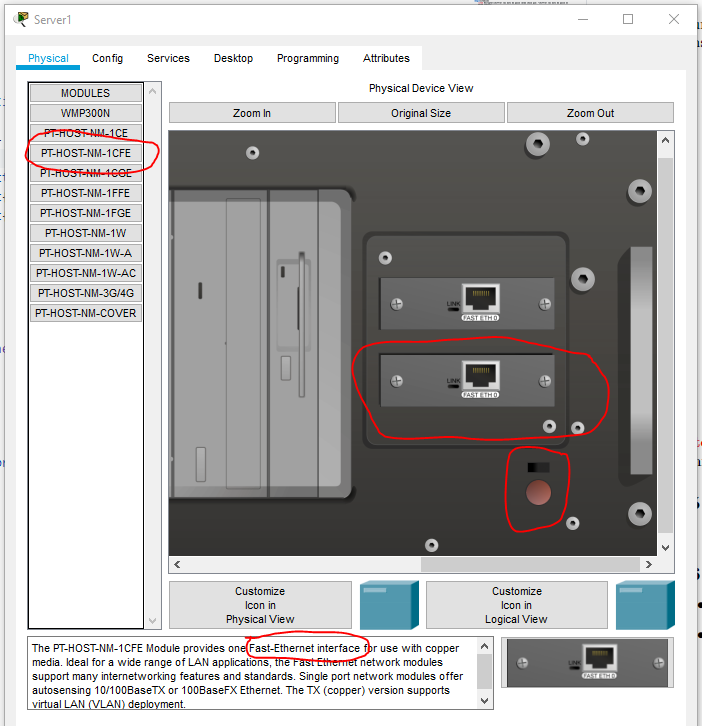 Server1
Physical Config Services Desktop Programming Attributes
MODULES
WMP300N
PT-HOST-NM-1CE
PT-HOST-NM-1CFE
PT-HOST-NM-1CGE
PT-HOST-NM-1FFE
PT-HOST-NM-1FGE
PT-HOST-NM-1W
PT-HOST-NM-1W-A
PT-HOST-NM-1W-AC
PT-HOST-NM-3G/4G
PT-HOST-NM-COVER
Physical Device View
Zoom In Original Size Zoom Out
LINK
FAST ETH 0
LINK
FAST ETH 0
Customize
Icon in
Physical View
Customize
Icon in
Logical View
The PT-HOST-NM-1CFE Module provides one Fast-Ethernet interface for use with copper
media. Ideal for a wide range of LAN applications, the Fast Ethernet network modules
support many internetworking features and standards. Single port network modules offer
autosensing 10/100BaseTX or 100BaseFX Ethernet. The TX (copper) version supports
virtual LAN (VLAN) deployment.
LINK
FAST ETH 0